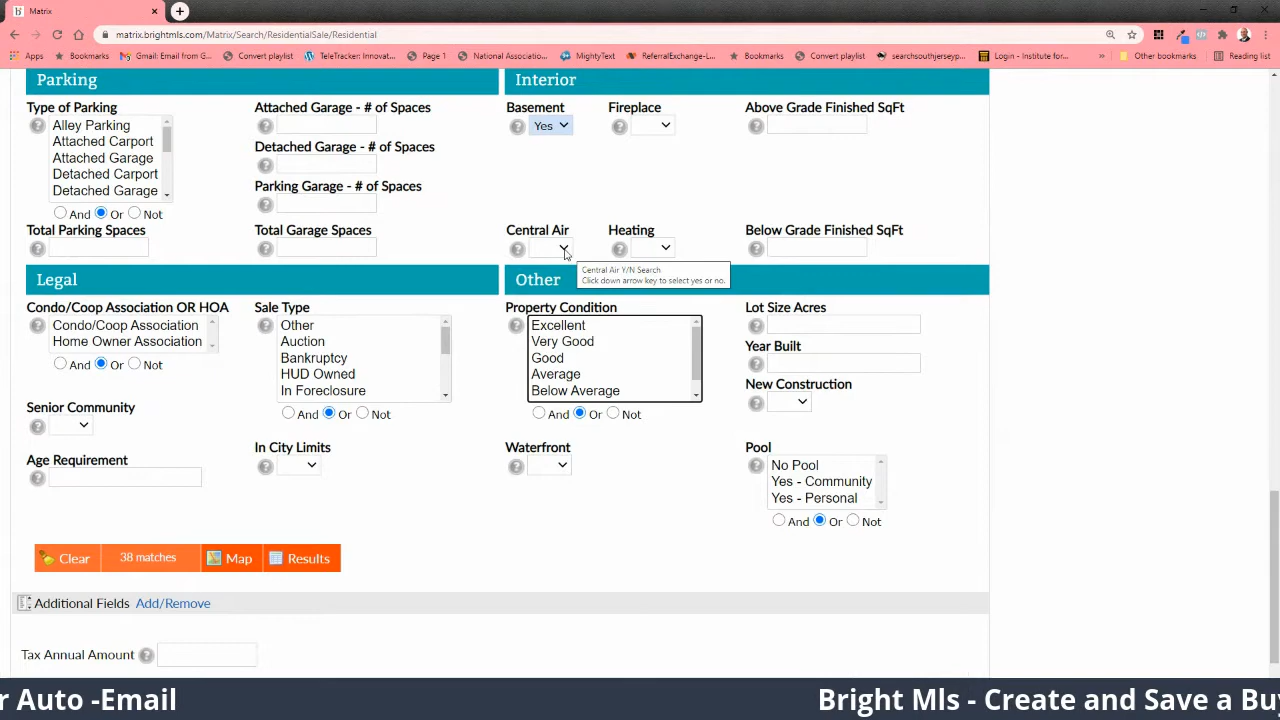 Matrix
matrix.brightmls.com/Matrix/Search/ResidentialSale/Residential
Apps
Bookmarks
Gmail: Email from G...
Convert playlist
TeleTracker: Innovat...
Page 1
National Associatio...
MightyText
ReferralExchange-L...
Bookmarks
Convert playlist
searchsouthjerseyp...
Login - Institute for...
Other bookmarks
Reading list
Parking
Interior
Type of Parking
Attached Garage - # of Spaces
Basement
Fireplace
Above Grade Finished SqFt
Alley Parking
Attached Carport
Attached Garage
Detached Carport
Detached Garage
Yes
Detached Garage - # of Spaces
Parking Garage - # of Spaces
And Or Not
Total Parking Spaces
Total Garage Spaces
Central Air
Heating
Below Grade Finished SqFt
Central Air Y/N Search
Click down arrow key to select yes or no.
Legal
Other
Condo/Coop Association OR HOA
Sale Type
Property Condition
Lot Size Acres
Condo/Coop Association
Home Owner Association
And Or Not
Other
Auction
Bankruptcy
HUD Owned
In Foreclosure
And Or Not
Excellent
Very Good
Good
Average
Below Average
And Or Not
Year Built
New Construction
Senior Community
In City Limits
Waterfront
Pool
Age Requirement
No Pool
Yes - Community
Yes - Personal
And Or Not
Clear
38 matches
Map
Results
Additional Fields Add/Remove
Tax Annual Amount
r Auto -Email
Bright Mls - Create and Save a Bu